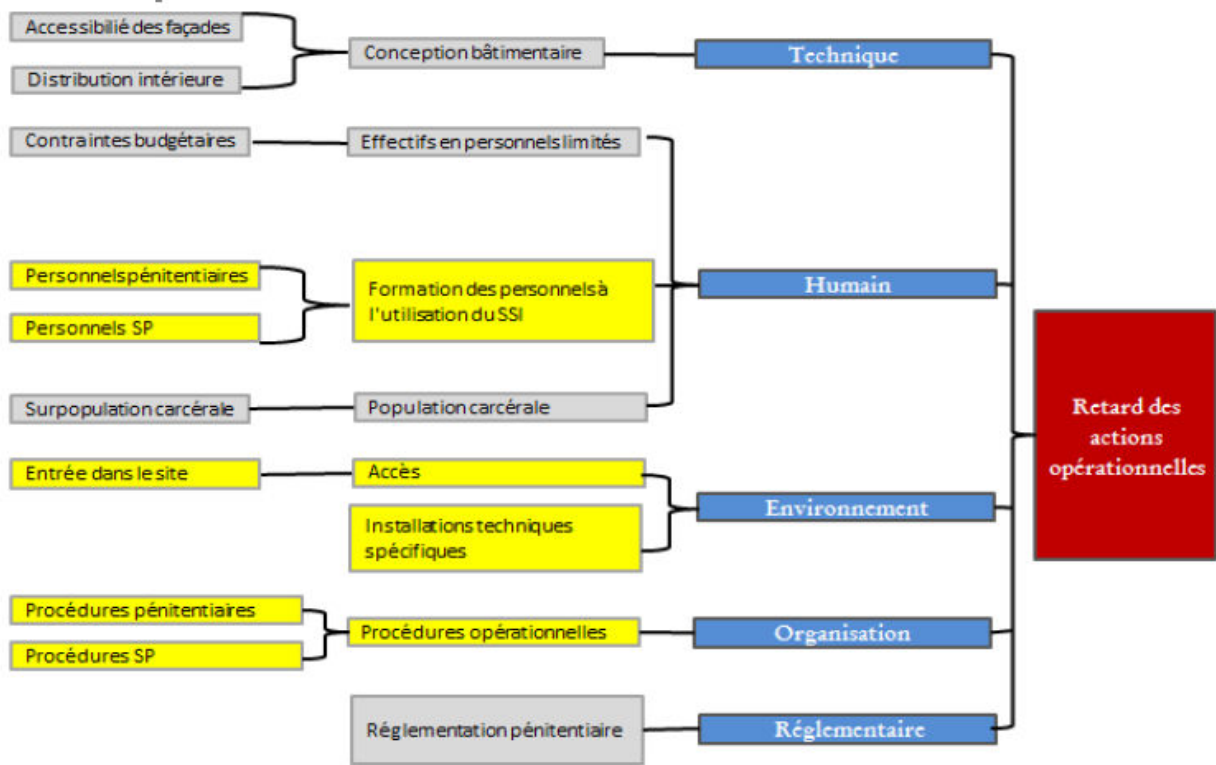 Accessibilié des façades
Conception bâtimentaire
Technique
Distribution intérieure
Contraintes budgétaires
Effectifs en personnels limités
Personnels pénitentiaires
Formation des personnels à
l'utilisation du SSI
Humain
Personnels SP
Surpopulation carcérale
Population carcérale
Retard des
actions
opérationnelles
Entrée dans le site
Accès
Environnement
Installations techniques
spécifiques
Procédures pénitentiaires
Procédures opérationnelles
Organisation
Procédures SP
Réglementation pénitentiaire
Réglementaire